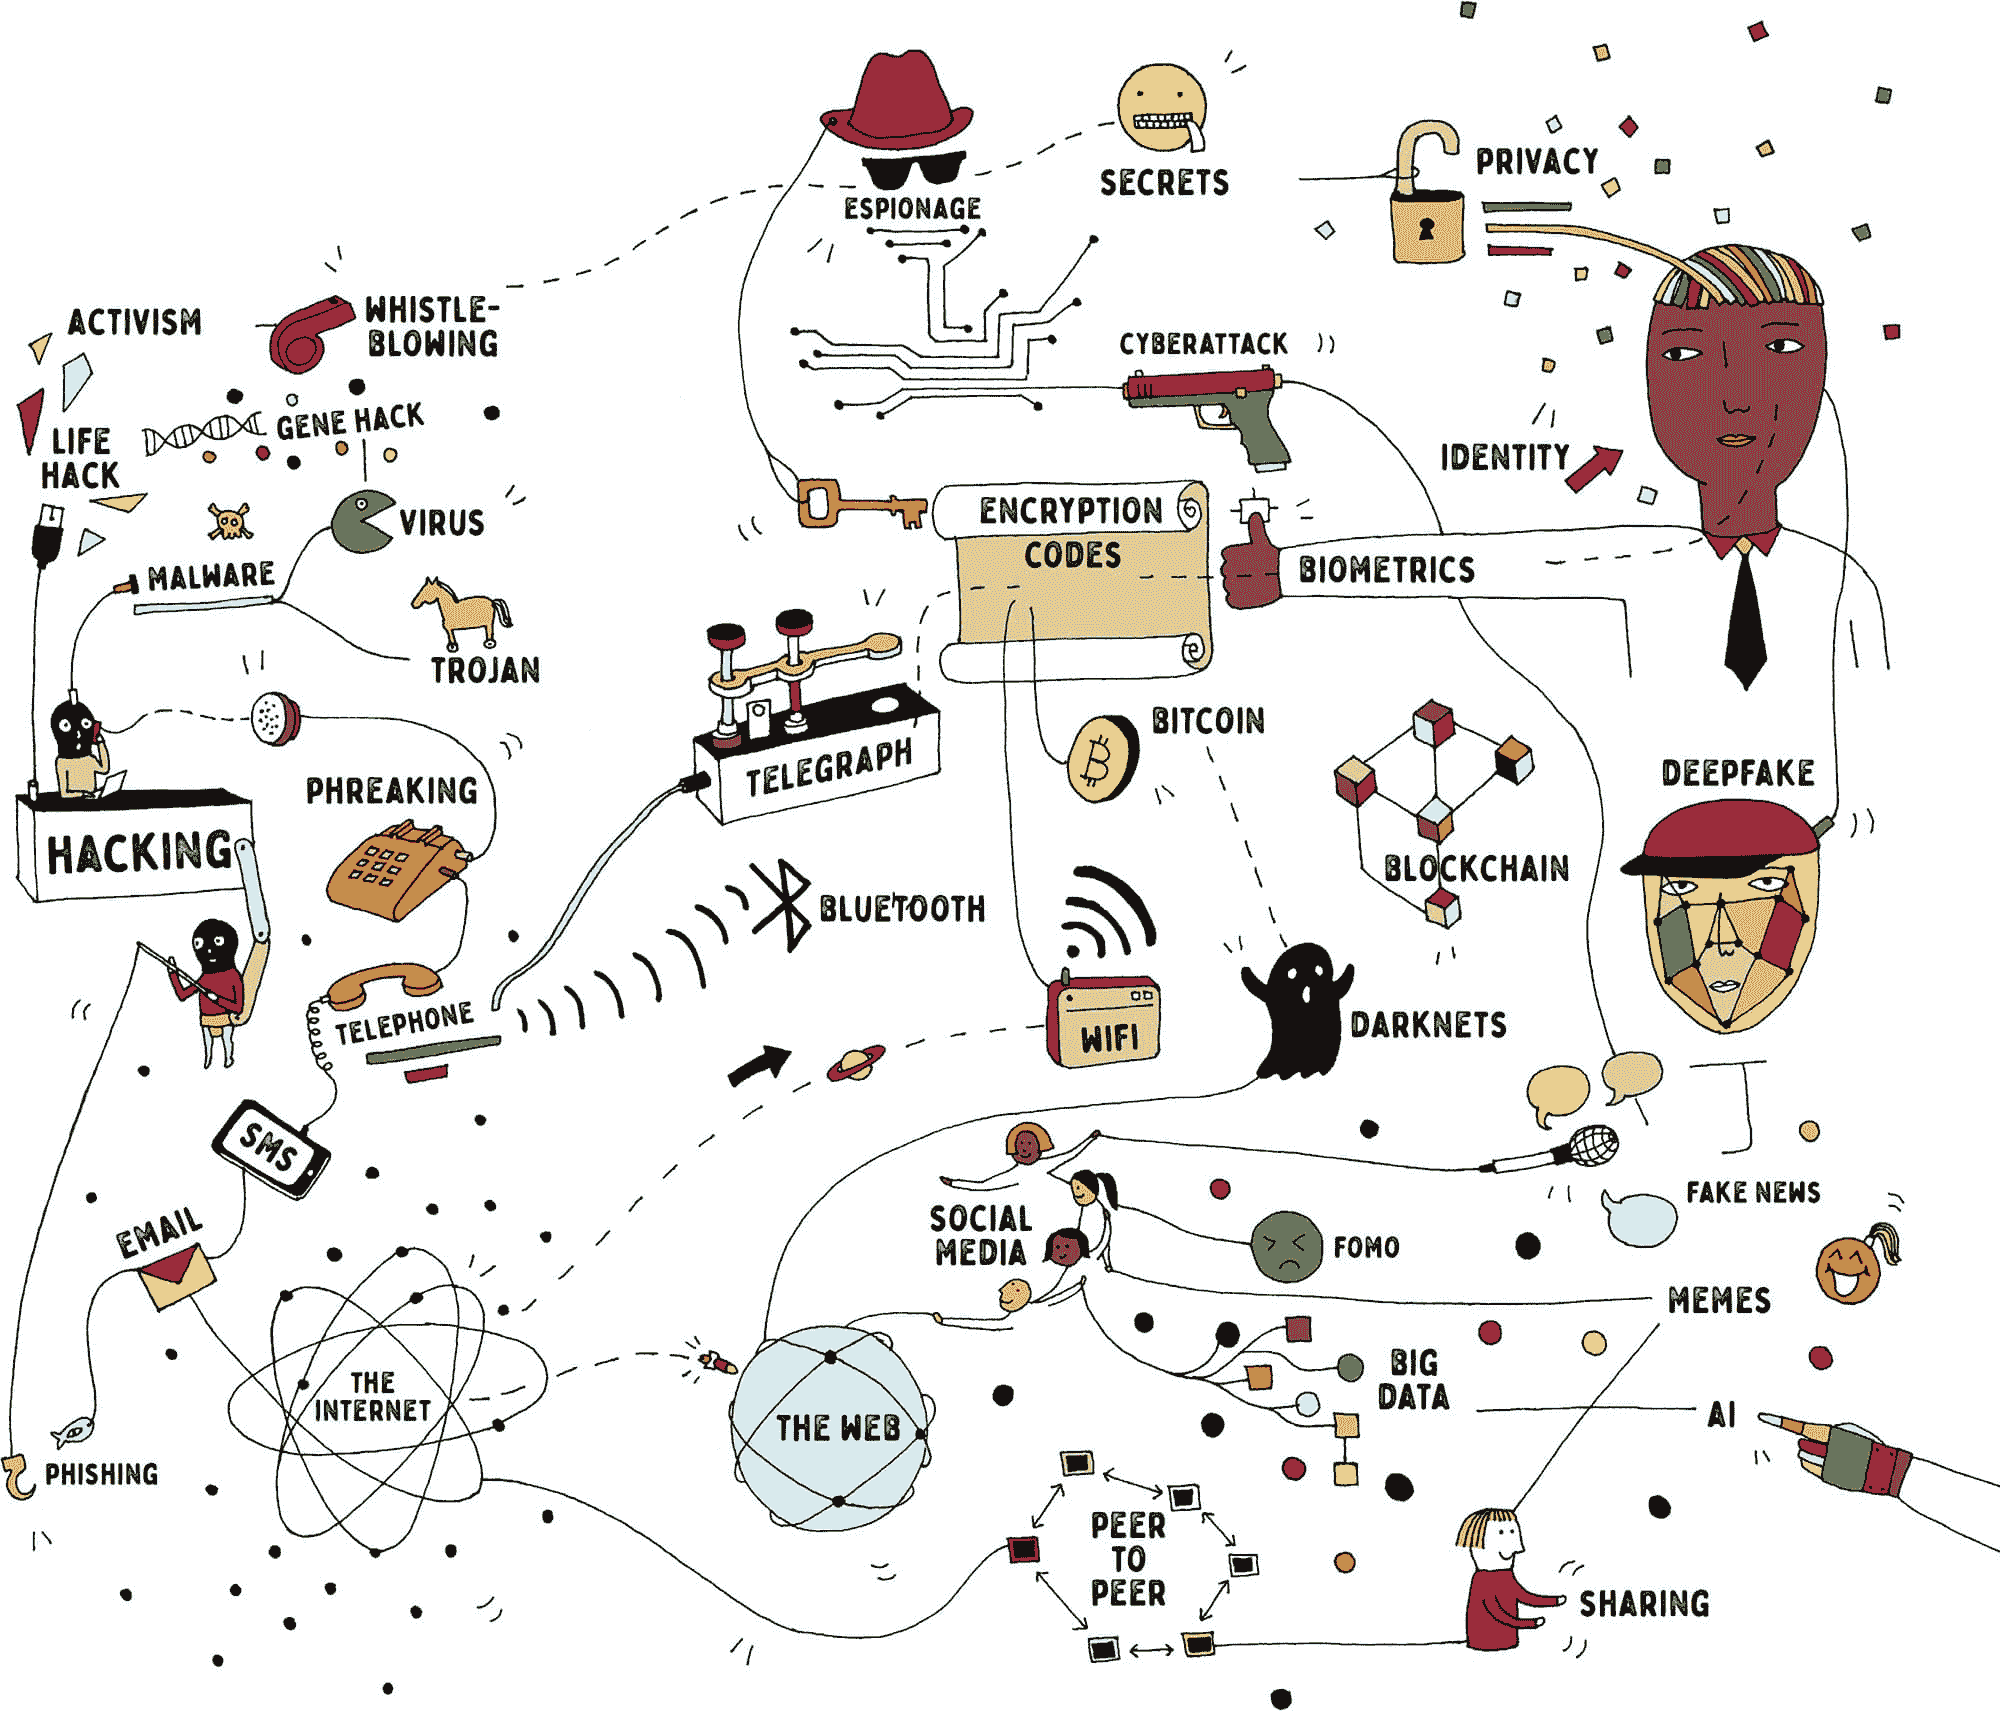 SECRETS
PRIVACY
ESPIONAGE
ACTIVISM
WHISTLE-
BLOWING
CYBERATTACK
GENE HACK
LIFE
HACK
IDENTITY
ENCRYPTION
CODES
VIRUS
MALWARE
BIOMETRICS
TROJAN
BITCOIN
TELEGRAPH
PHREAKING
DEEPFAKE
HACKING
BLOCKCHAIN
BLUETOOTH
TELEPHONE
WIFI
DARKNETS
SMS
FAKE NEWS
EMAIL
SOCIAL
MEDIA
FOMO
MEMES
THE
INTERNET
BIG
DATA
THE WEB
AI
PHISHING
PEER
TO
PEER
SHARING